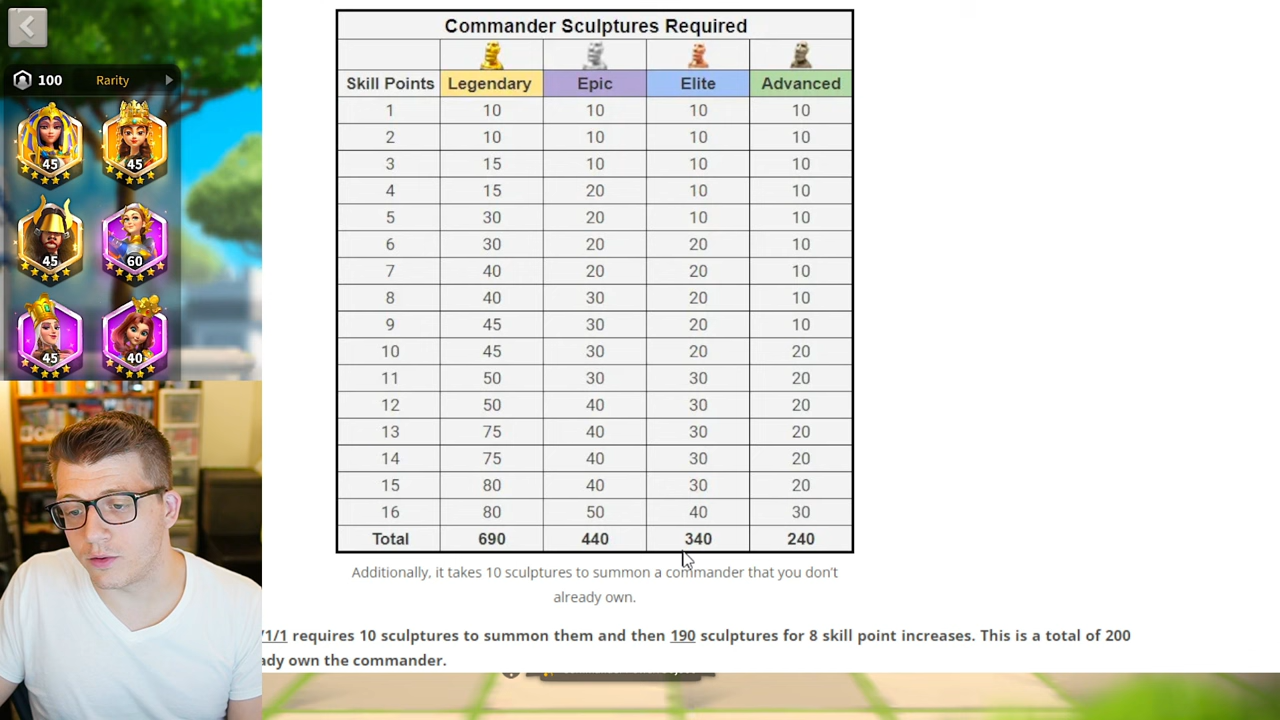 Commander Sculptures Required
Skill Points Legendary Epic Elite Advanced
1 10 10 10 10
2 10 10 10 10
3 15 10 10 10
4 15 20 10 10
5 30 20 10 10
6 30 20 20 10
7 40 20 20 10
8 40 30 20 10
9 45 30 20 10
10 45 30 20 20
11 50 30 30 20
12 50 40 30 20
13 75 40 30 20
14 75 40 30 20
15 80 40 30 20
16 80 50 40 30
Total 690 440 340 240
Additionally, it takes 10 sculptures to summon a commander that you don't
already own.
/1/1 requires 10 sculptures to summon them and then 190 sculptures for 8 skill point increases. This is a total of 200
ady own the commander.
100 Rarity
45 45
45 60
45 40